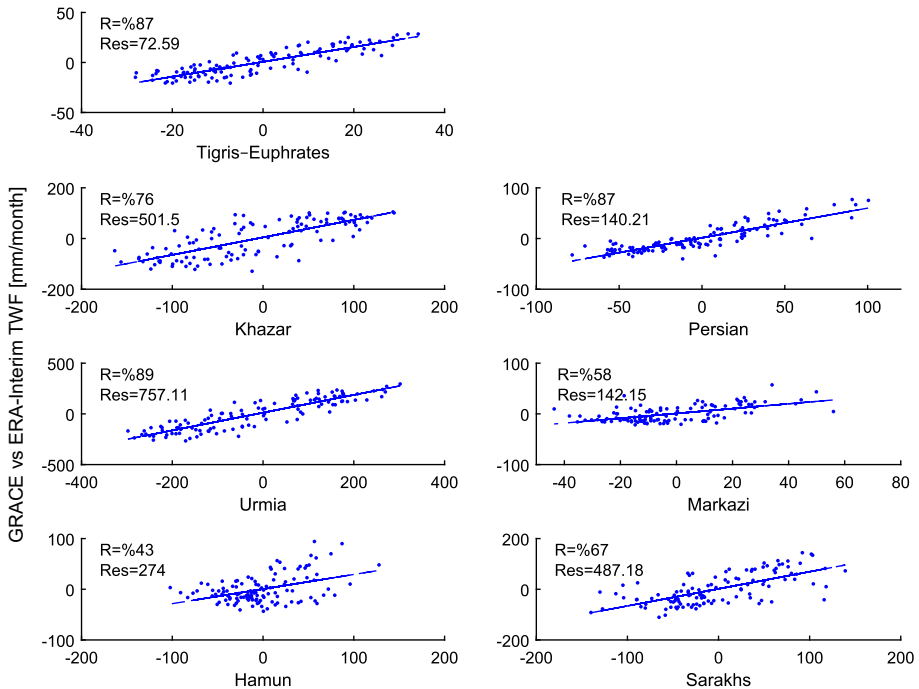 GRACE vs ERA-Interim TWF [mm/month]
R=%87
Res=72.59
50
0
-50
-40
-20
0
20
40
Tigris-Euphrates
R=%76
Res=501.5
200
0
-200
-200
-100
0
100
200
Khazar
R=%87
Res=140.21
100
0
-100
-100
-50
0
50
100
Persian
R=%89
Res=757.11
500
0
-500
-400
-200
0
200
400
Urmia
R=%58
Res=142.15
100
0
-100
-40
-20
0
20
40
60
80
Markazi
R=%43
Res=274
100
0
-100
-200
-100
0
100
200
Hamun
R=%67
Res=487.18
200
0
-200
-200
-100
0
100
200
Sarakhs